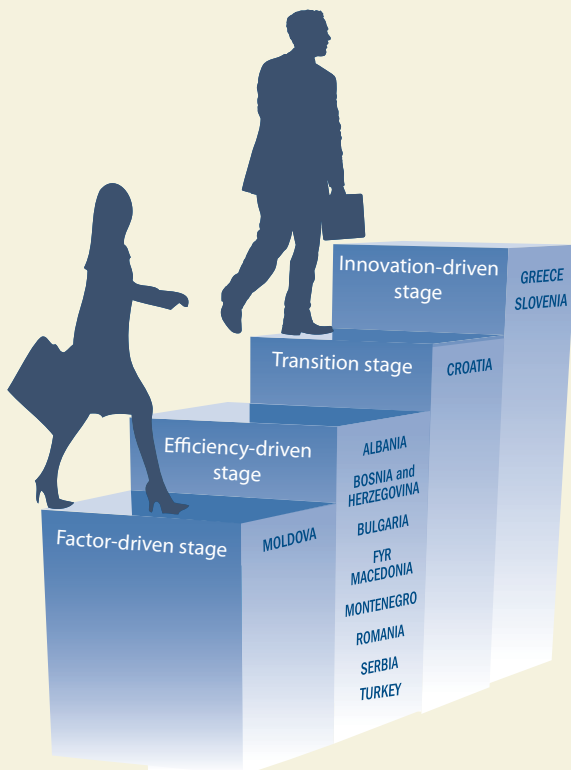 Innovation-driven
stage
GREECE
SLOVENIA
Transition stage
CROATIA
Efficiency-driven
stage
ALBANIA
BOSNIA and
HERZEGOVINA
BULGARIA
FYR
MACEDONIA
MONTENEGRO
ROMANIA
SERBIA
TURKEY
Factor-driven stage
MOLDOVA